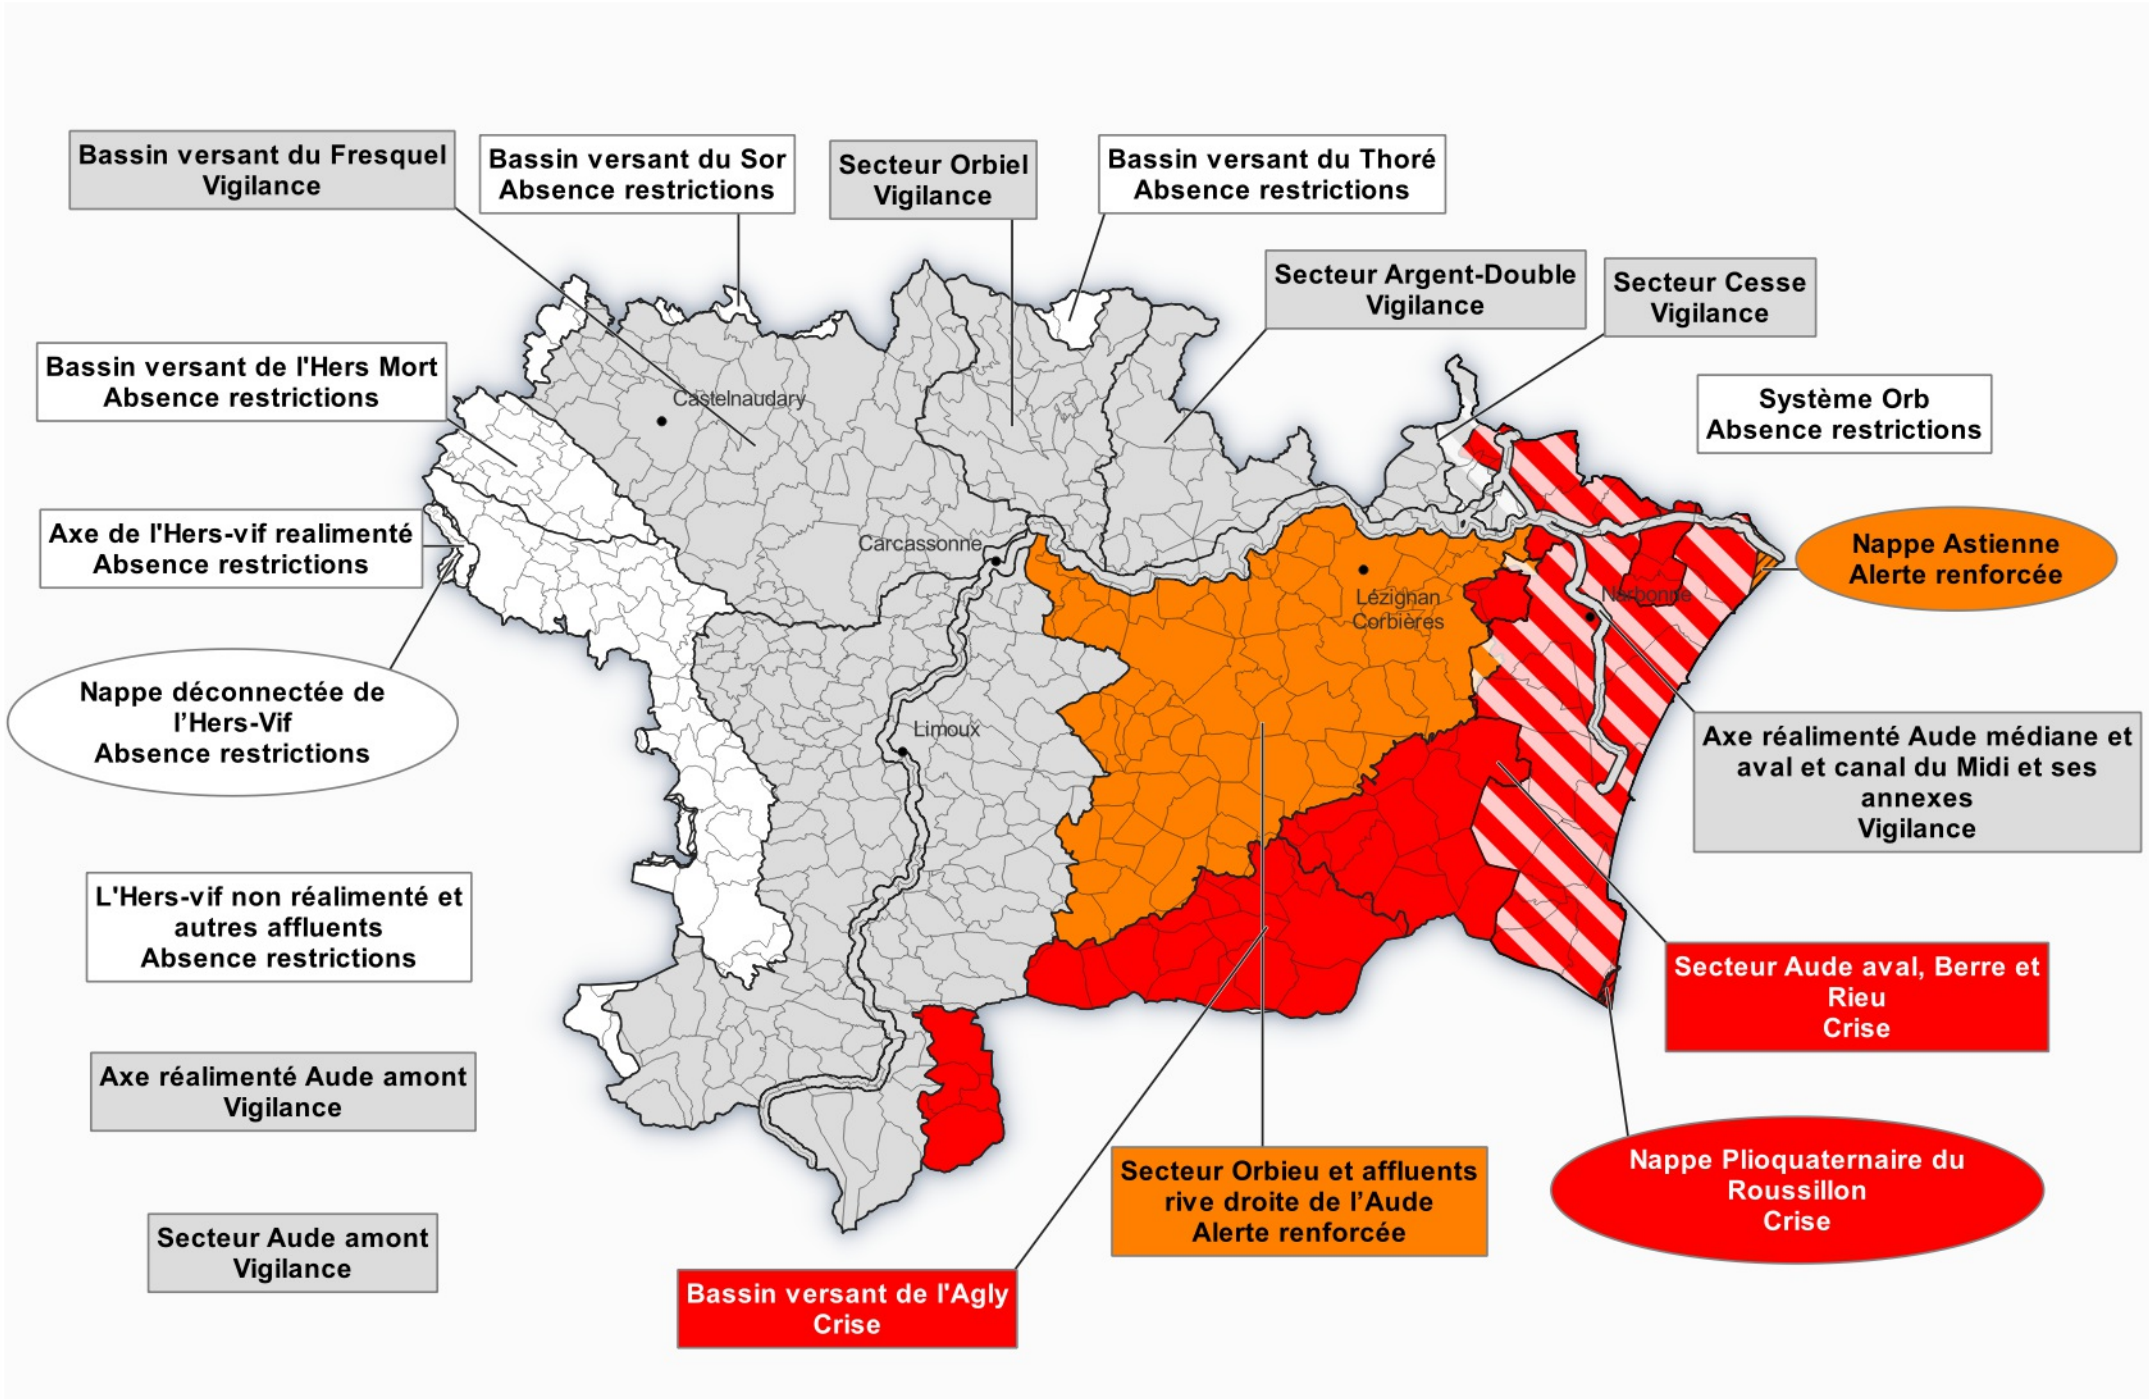 Bassin versant du Fresquel
Vigilance
Bassin versant du Sor
Absence restrictions
Secteur Orbiel
Vigilance
Bassin versant du Thoré
Absence restrictions
Secteur Argent-Double
Vigilance
Secteur Cesse
Vigilance
Bassin versant de l'Hers Mort
Absence restrictions
Système Orb
Absence restrictions
Castelnaudary
Axe de l'Hers-vif realimenté
Absence restrictions
Carcassonne
Nappe Astienne
Alerte renforcée
Lézignan
Corbières
Narbonne
Nappe déconnectée de
l’Hers-Vif
Absence restrictions
Limoux
Axe réalimenté Aude médiane et
aval et canal du Midi et ses
annexes
Vigilance
L'Hers-vif non réalimenté et
autres affluents
Absence restrictions
Secteur Aude aval, Berre et
Rieu
Crise
Axe réalimenté Aude amont
Vigilance
Secteur Orbieu et affluents
rive droite de l’Aude
Alerte renforcée
Nappe Plioquaternaire du
Roussillon
Crise
Secteur Aude amont
Vigilance
Bassin versant de l'Agly
Crise